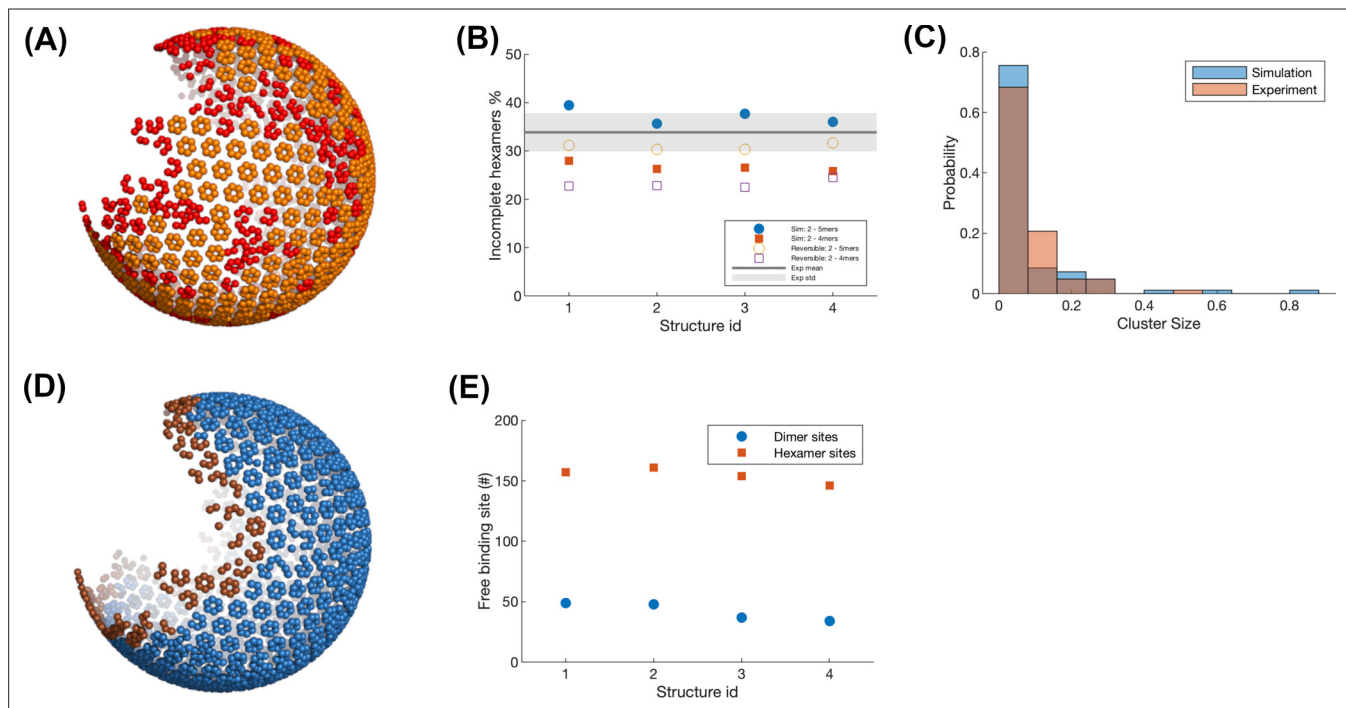 (A)
(B)
50
40
30
20
10
0
Incomplete hexamers %
Sim: 2 - 5mers
Sim: 2 - 4mers
Reversible: 2 - 5mers
Reversible: 2 - 4mers
Exp mean
Exp std
1 2 3 4
Structure id
(C)
0.8
0.6
0.4
0.2
0
Probability
Simulation
Experiment
0 0.2 0.4 0.6 0.8
Cluster Size
(D)
(E)
200
150
100
50
0
Free binding site (#)
Dimer sites
Hexamer sites
1 2 3 4
Structure id